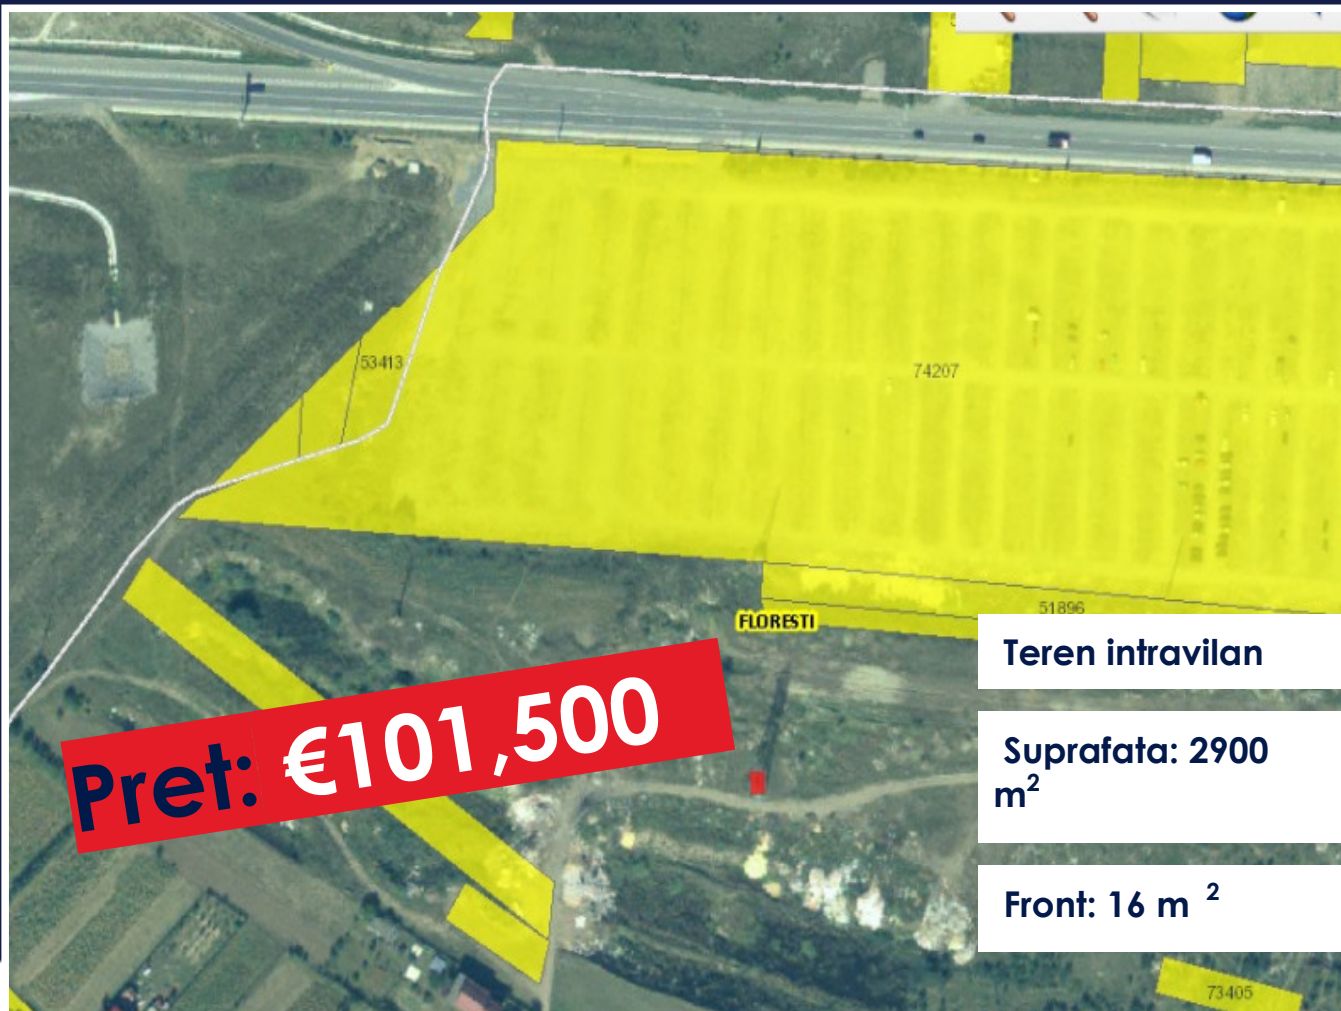 53413
74207
51896
FLORESTI
Teren intravilan
Pret: €101,500
Suprafata: 2900
m²
Front: 16 m ²
73405